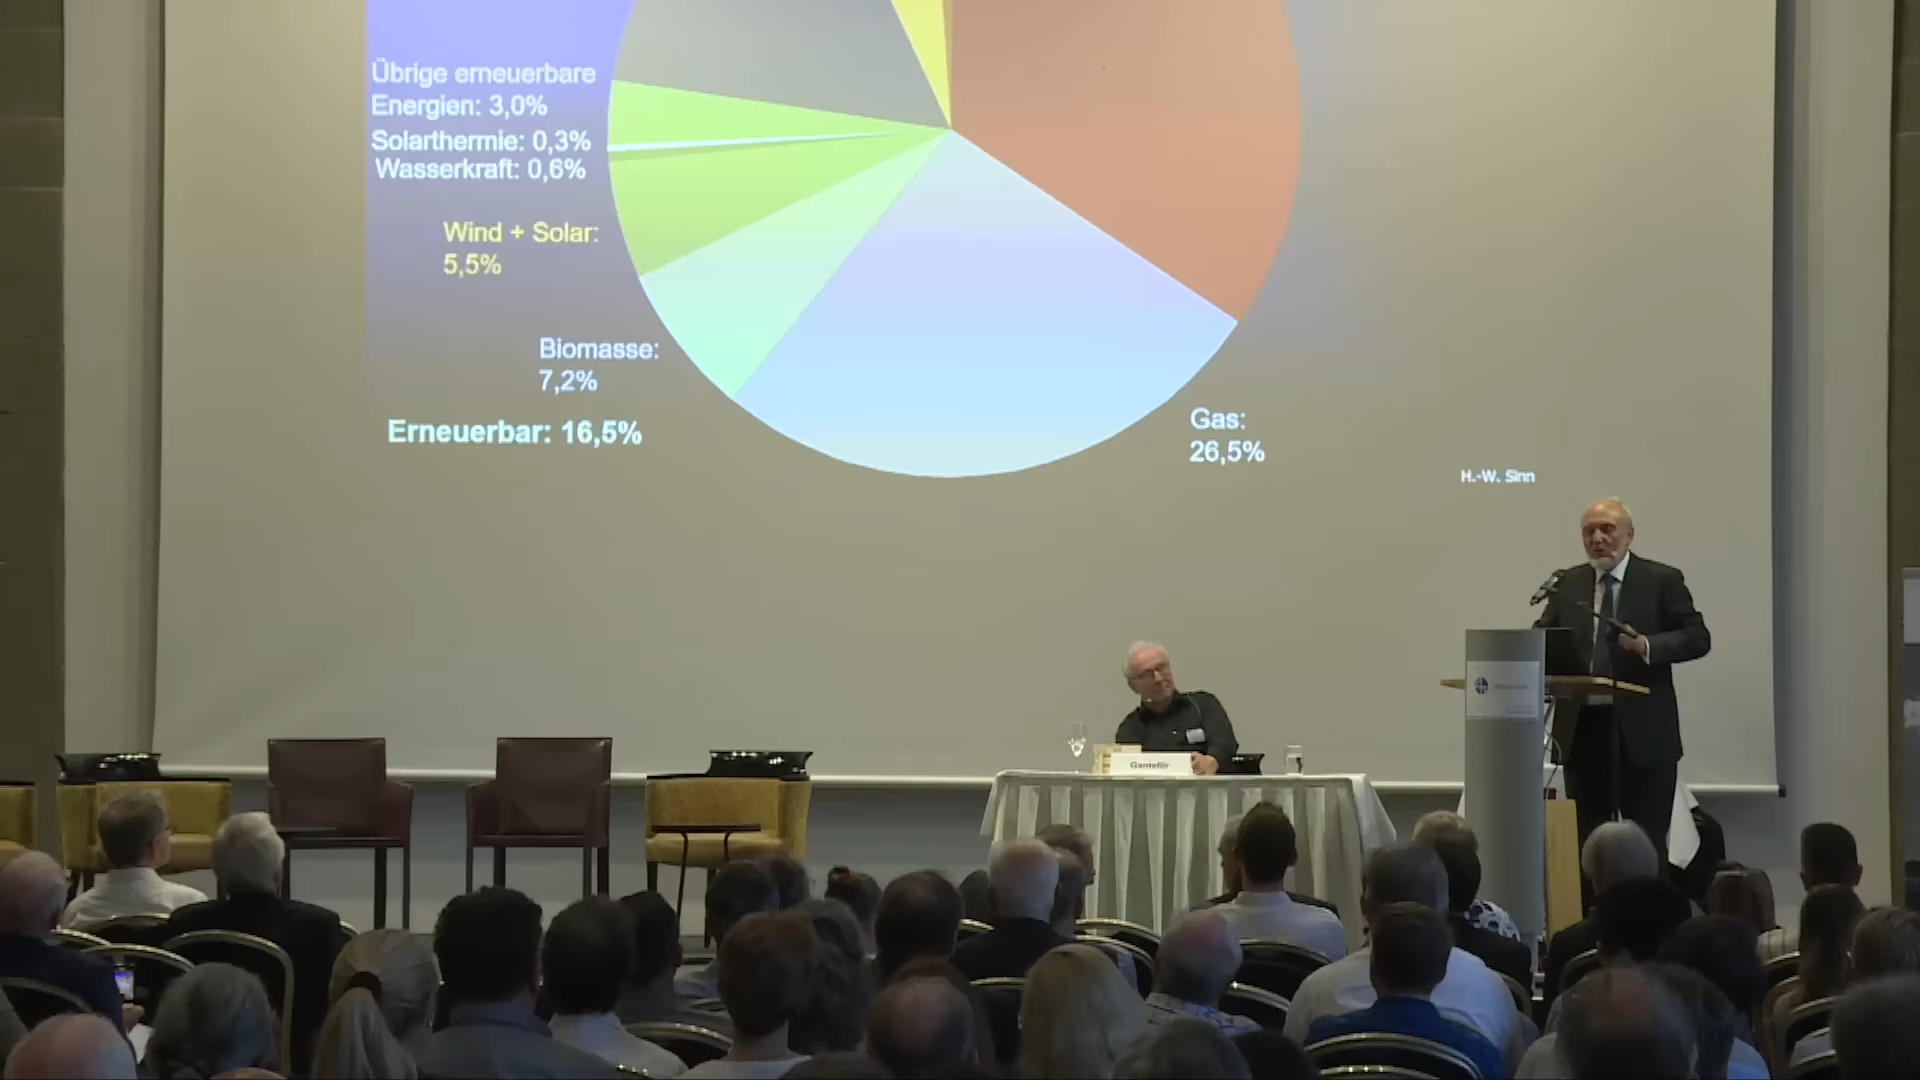 Übrige erneuerbare
Energien: 3,0%
Solarthermie: 0,3%
Wasserkraft: 0,6%
Wind + Solar:
5,5%
Biomasse:
7,2%
Erneuerbar: 16,5%
Gas:
26,5%
H.-W. Sinn
Ganteför